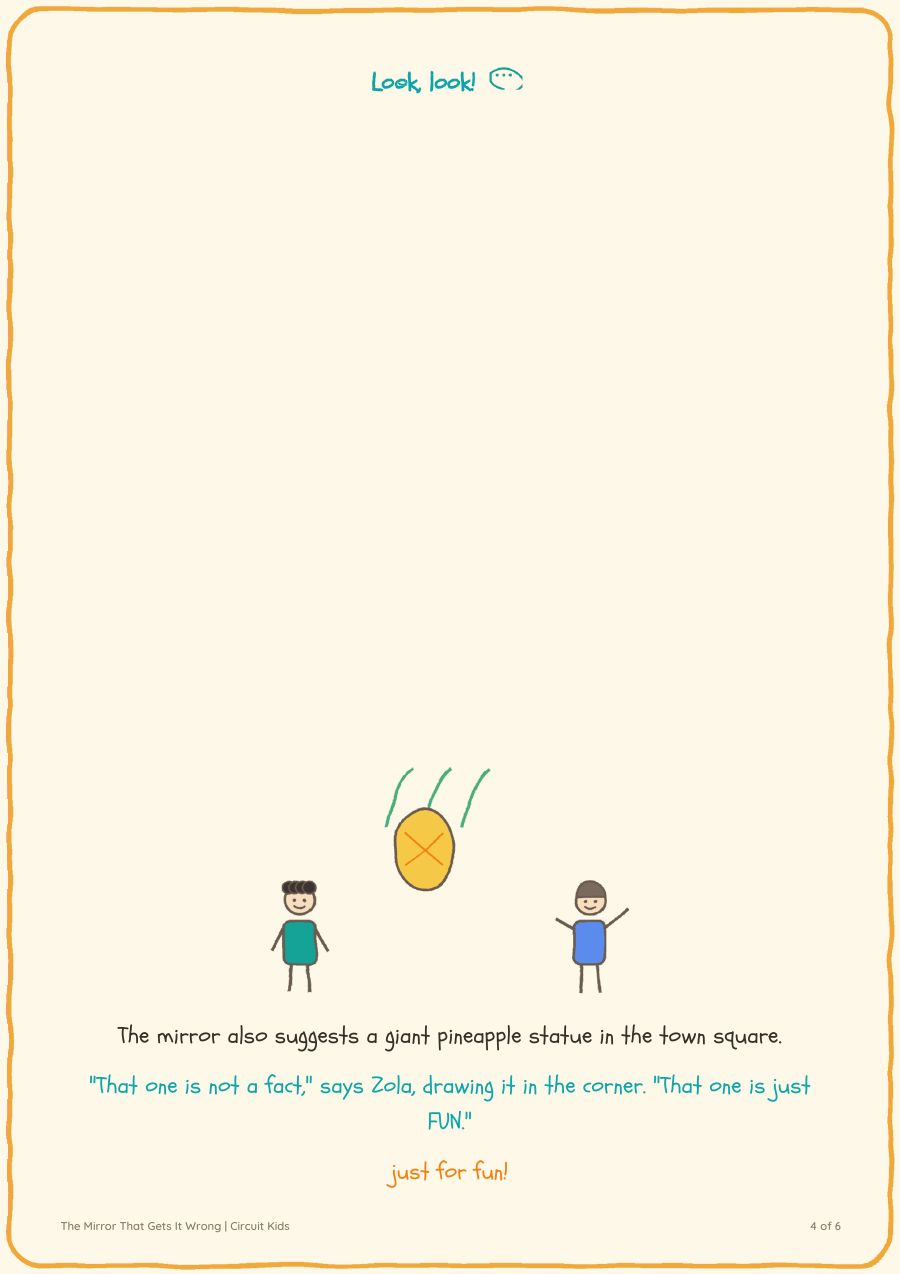 Look, look!
The mirror also suggests a giant pineapple statue in the town square.
"That one is not a fact," says Zola, drawing it in the corner. "That one is just
FUN."
just for fun!
The Mirror That Gets It Wrong | Circuit Kids
4 of 6